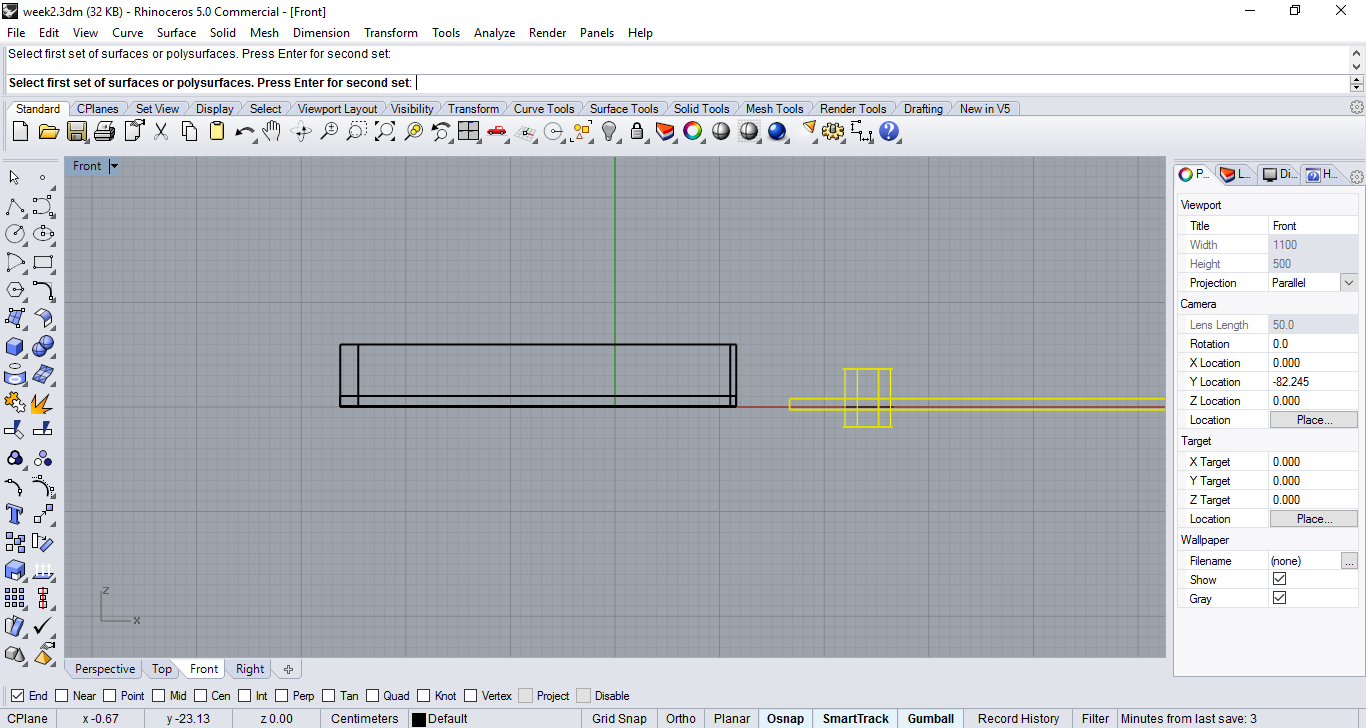 week2.3dm (32 KB) - Rhinoceros 5.0 Commercial - [Front]
File Edit View Curve Surface Solid Mesh Dimension Transform Tools Analyze Render Panels Help
Select first set of surfaces or polysurfaces. Press Enter for second set:
Select first set of surfaces or polysurfaces. Press Enter for second set:
Standard CPlanes Set View Display Select Viewport Layout Visibility Transform Curve Tools Surface Tools Solid Tools Mesh Tools Render Tools Drafting New in V5
Front
P... L... Di... H...
Viewport
Title Front
Width 1100
Height 500
Projection Parallel
Camera
Lens Length 50.0
Rotation 0.0
X Location 0.000
Y Location -82.245
Z Location 0.000
Location Place...
Target
X Target 0.000
Y Target 0.000
Z Target 0.000
Location Place...
Wallpaper
Filename (none) ...
Show
Gray
z
x
Perspective Top Front Right
End Near Point Mid Cen Int Perp Tan Quad Knot Vertex Project Disable
CPlane x -0.67 y -23.13 z 0.00 Centimeters Default Grid Snap Ortho Planar Osnap SmartTrack Gumball Record History Filter Minutes from last save: 3